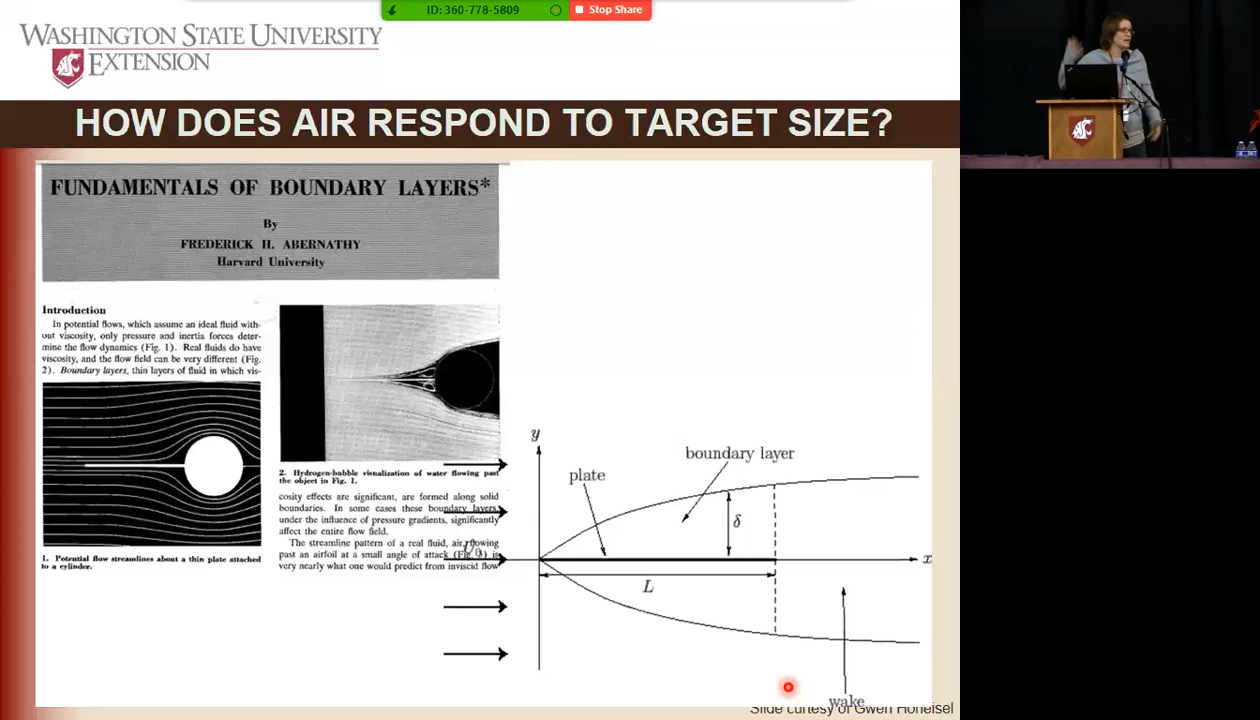 ID: 360-778-5809
Stop Share
WASHINGTON STATE UNIVERSITY
EXTENSION
HOW DOES AIR RESPOND TO TARGET SIZE?
FUNDAMENTALS OF BOUNDARY LAYERS*
By
FREDERICK H. ABERNATHY
Harvard University
Introduction
In potential flows, which assume an ideal fluid with-
out viscosity, only pressure and inertia forces deter-
mine the flow dynamics (Fig. 1). Real fluids do have
viscosity, and the flow field can be very different (Fig.
2). Boundary layers, thin layers of fluid in which vis-
1. Potential flow streamlines about a thin plate attached
to a cylinder.
2. Hydrogen-bubble visualization of water flowing past
the object in Fig. 1.
cosity effects are significant, are formed along solid
boundaries. In some cases these boundary layers,
under the influence of pressure gradients, significantly
affect the entire flow field.
The streamline pattern of a real fluid, air, flowing
past an airfoil at a small angle of attack (Fig. 3) is
very nearly what one would predict from inviscid flow
y
boundary layer
plate
δ
U₀
x
L
wake
Slide curtesy of Gwen Hoheisel